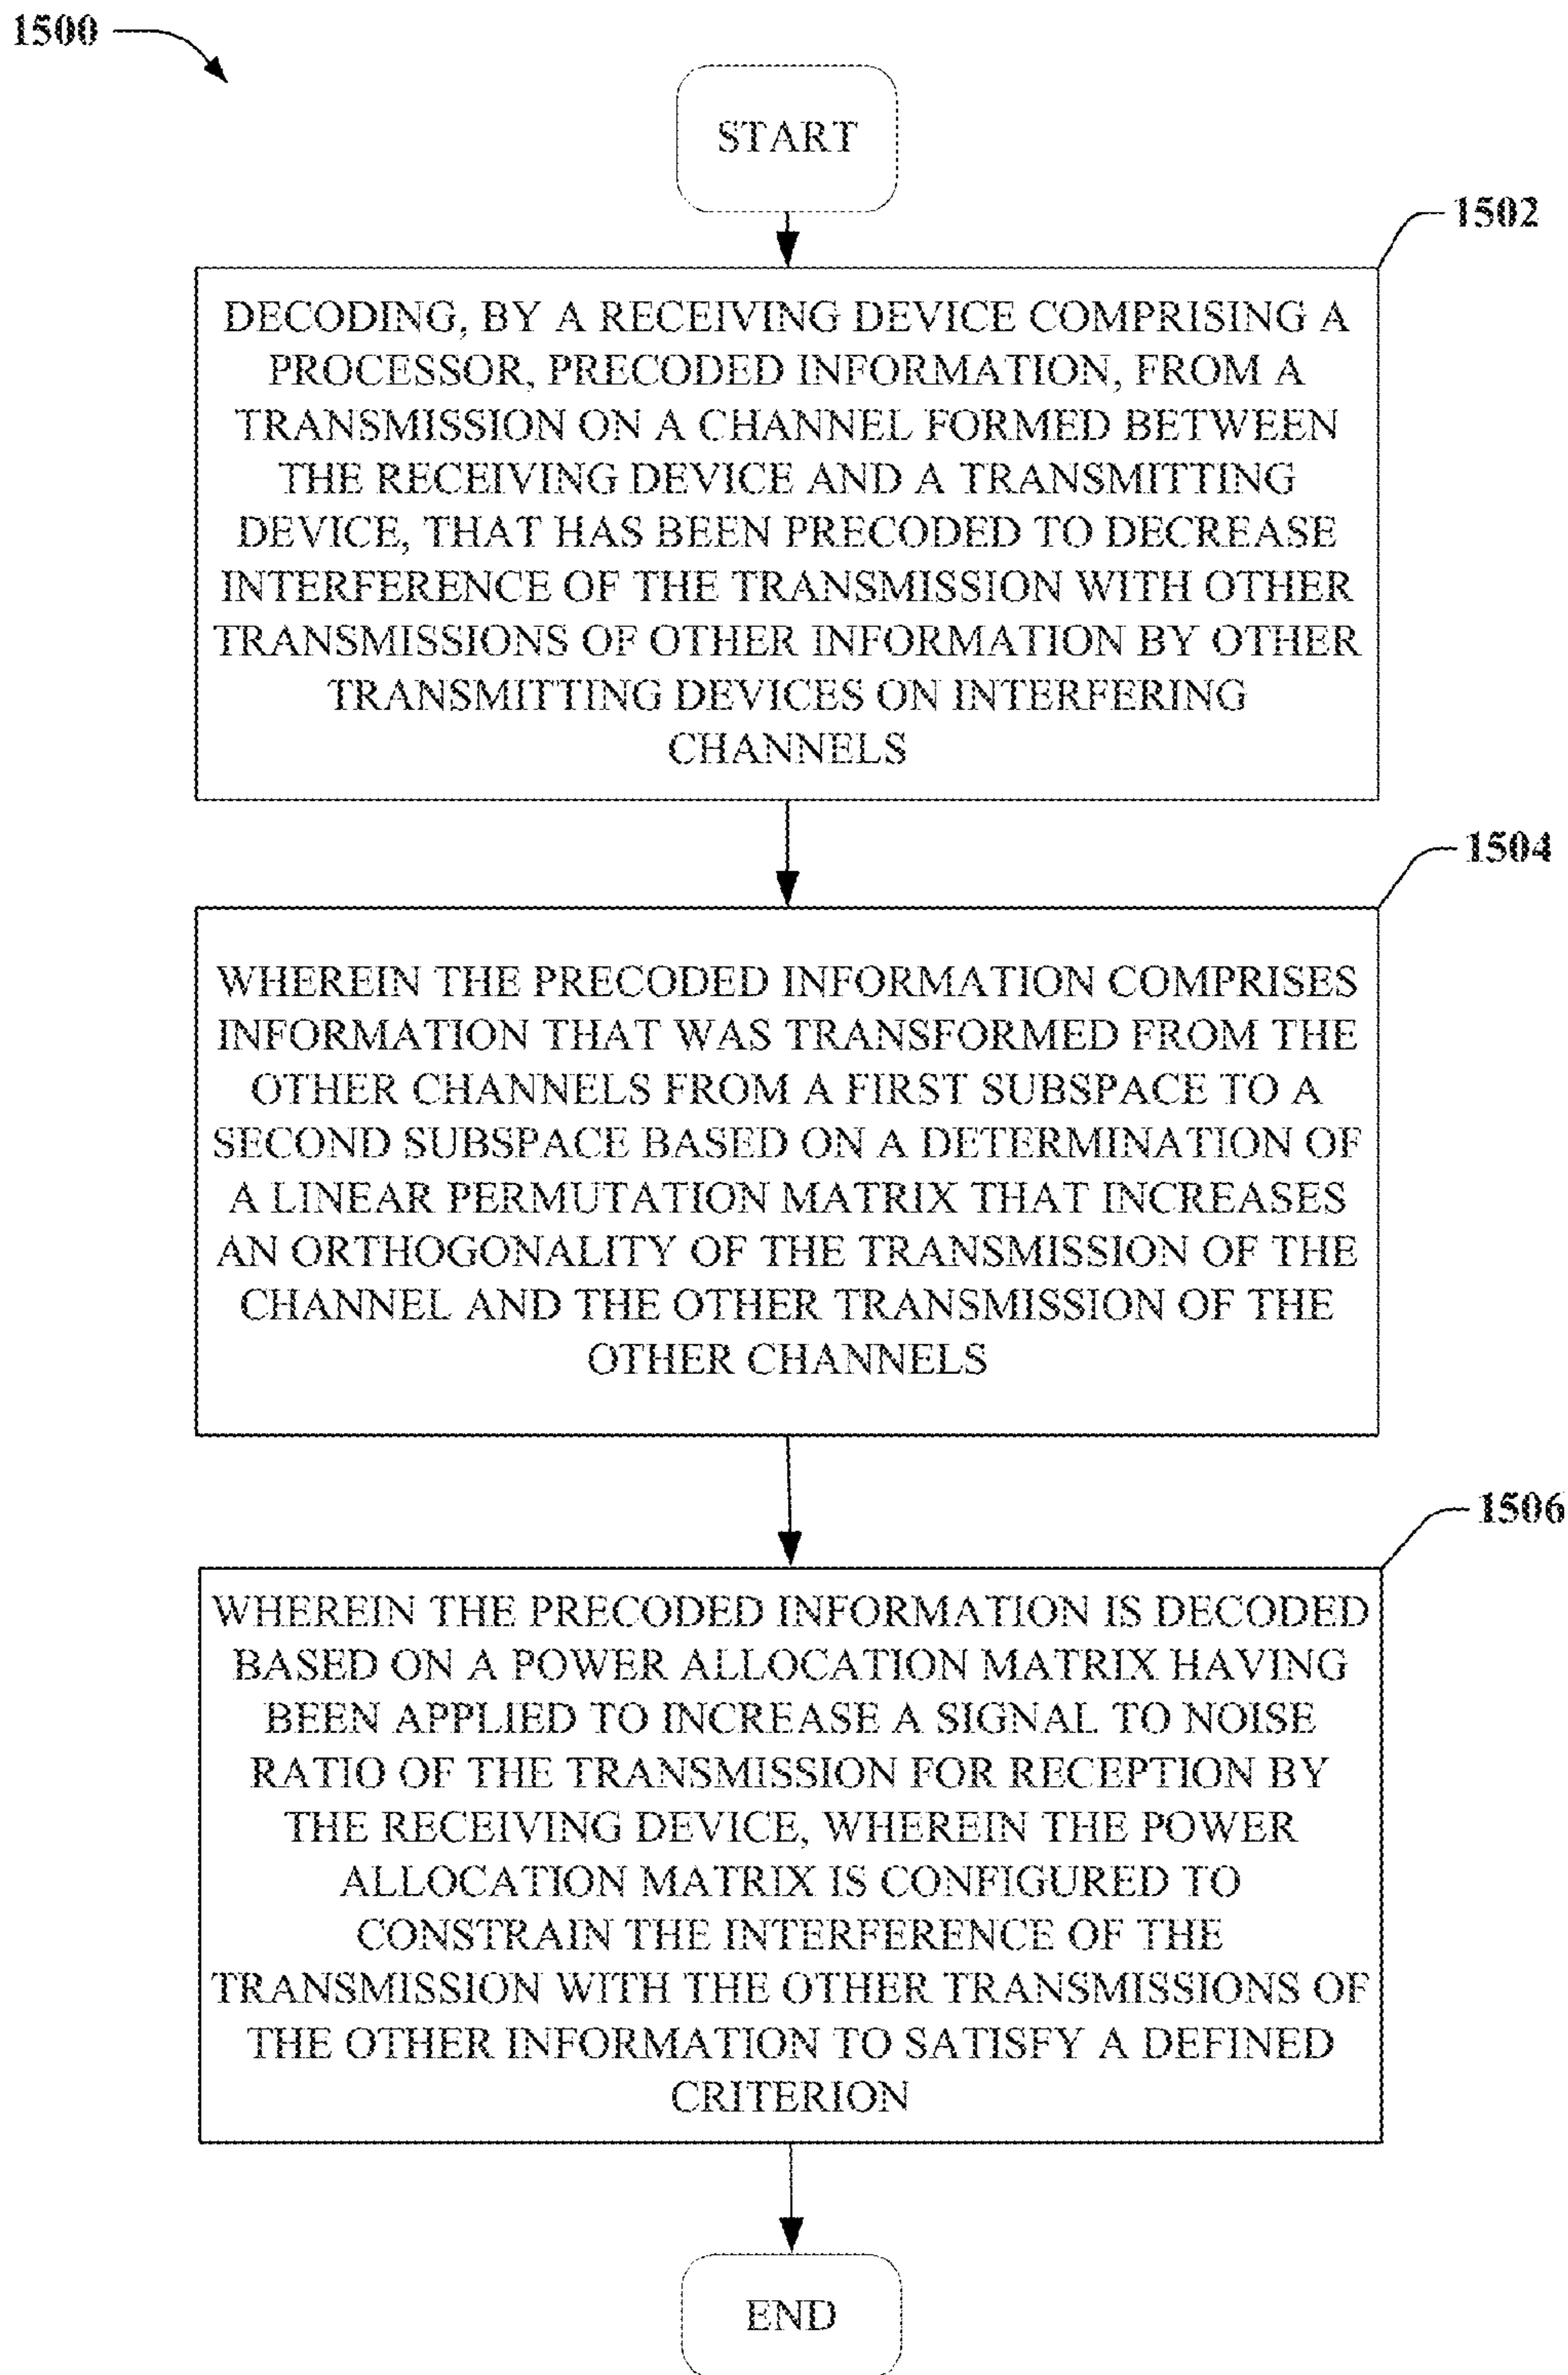 1500
START
1502
DECODING, BY A RECEIVING DEVICE COMPRISING A
PROCESSOR, PRECODED INFORMATION, FROM A
TRANSMISSION ON A CHANNEL FORMED BETWEEN
THE RECEIVING DEVICE AND A TRANSMITTING
DEVICE, THAT HAS BEEN PRECODED TO DECREASE
INTERFERENCE OF THE TRANSMISSION WITH OTHER
TRANSMISSIONS OF OTHER INFORMATION BY OTHER
TRANSMITTING DEVICES ON INTERFERING
CHANNELS
1504
WHEREIN THE PRECODED INFORMATION COMPRISES
INFORMATION THAT WAS TRANSFORMED FROM THE
OTHER CHANNELS FROM A FIRST SUBSPACE TO A
SECOND SUBSPACE BASED ON A DETERMINATION OF
A LINEAR PERMUTATION MATRIX THAT INCREASES
AN ORTHOGONALITY OF THE TRANSMISSION OF THE
CHANNEL AND THE OTHER TRANSMISSION OF THE
OTHER CHANNELS
1506
WHEREIN THE PRECODED INFORMATION IS DECODED
BASED ON A POWER ALLOCATION MATRIX HAVING
BEEN APPLIED TO INCREASE A SIGNAL TO NOISE
RATIO OF THE TRANSMISSION FOR RECEPTION BY
THE RECEIVING DEVICE, WHEREIN THE POWER
ALLOCATION MATRIX IS CONFIGURED TO
CONSTRAIN THE INTERFERENCE OF THE
TRANSMISSION WITH THE OTHER TRANSMISSIONS OF
THE OTHER INFORMATION TO SATISFY A DEFINED
CRITERION
END